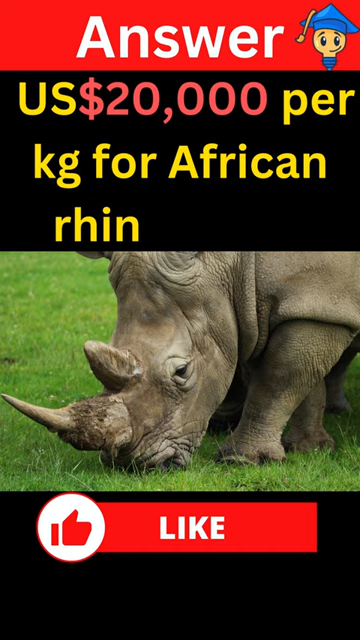 Answer
US$20,000 per
kg for African
rhin
LIKE